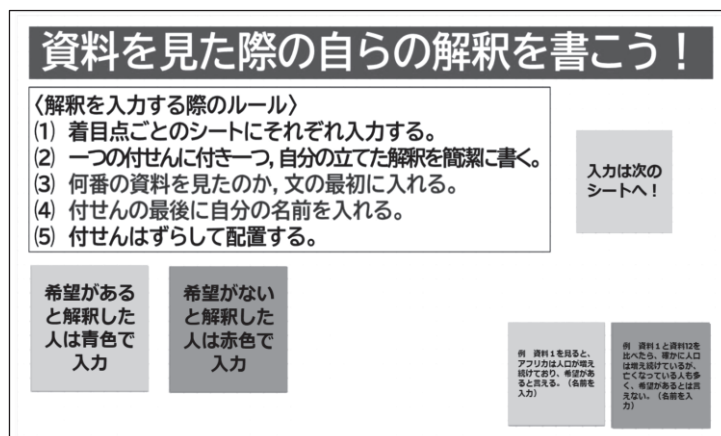 資料を見た際の自らの解釈を書こう！
〈解釈を入力する際のルール〉
⑴ 着目点ごとのシートにそれぞれ入力する。
⑵ 一つの付せんに付き一つ，自分の立てた解釈を簡潔に書く。
⑶ 何番の資料を見たのか，文の最初に入れる。
⑷ 付せんの最後に自分の名前を入れる。
⑸ 付せんはずらして配置する。
入力は次の
シートへ！
希望がある
と解釈した
人は青色で
入力
希望がない
と解釈した
人は赤色で
入力
例 資料１を見ると、
アフリカは人口が増え
続けており、希望があ
ると言える。（名前を
入力）
例 資料１と資料12を
比べたら、確かに人口
は増え続けているが、
亡くなっている人も多
く、希望があるとは言
えない。（名前を入
力）